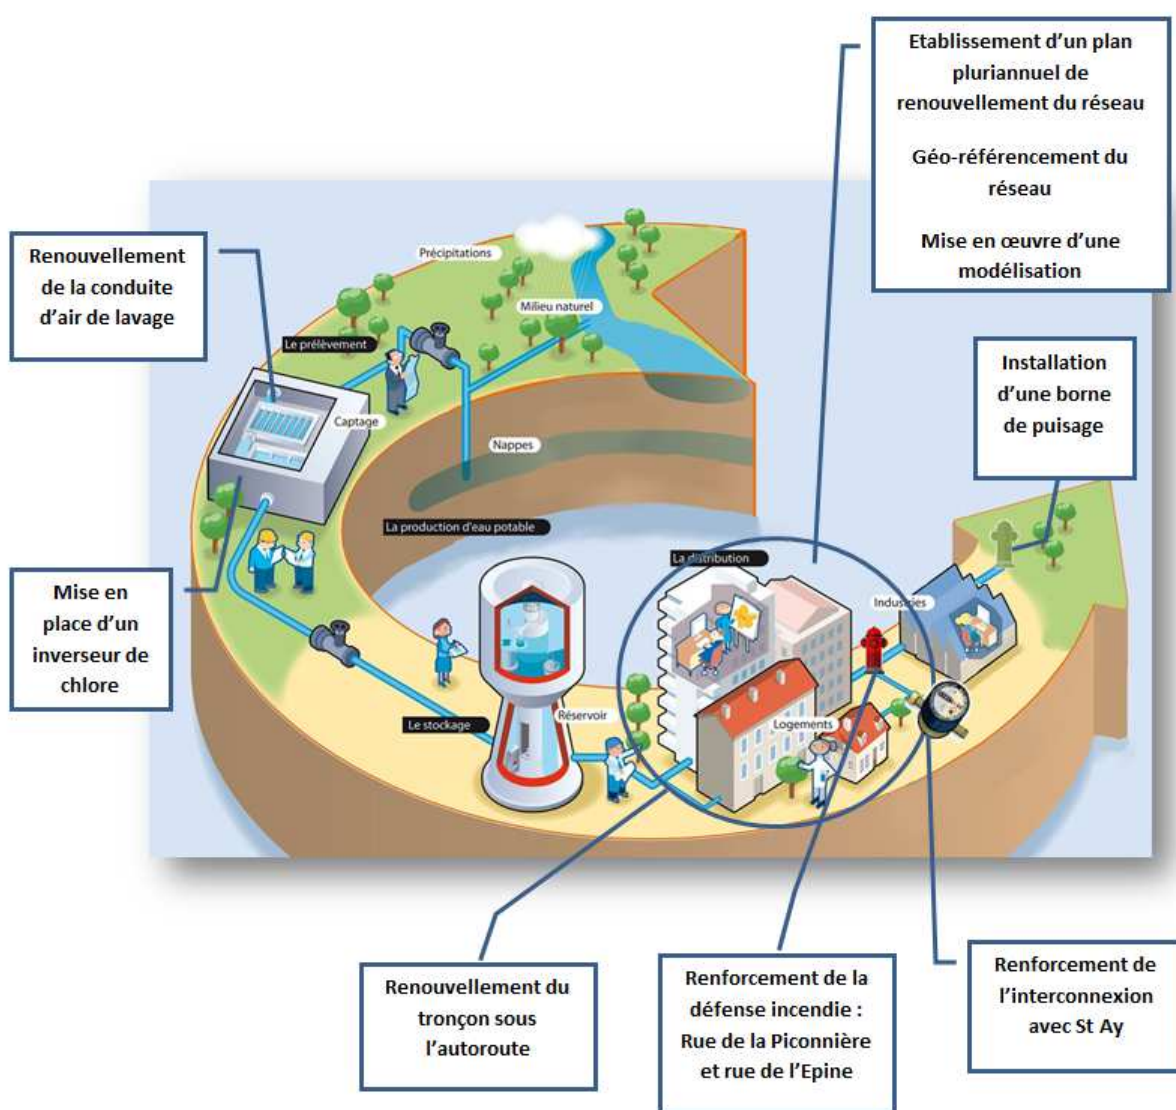 Etablissement d’un plan
pluriannuel de
renouvellement du réseau
Géo-référencement du
réseau
Mise en œuvre d’une
modélisation
Renouvellement
de la conduite
d’air de lavage
Précipitations
Milieu naturel
Le prélèvement
Installation
d’une borne
de puisage
Captage
Nappes
La production d'eau potable
La distribution
Mise en
place d’un
inverseur de
chlore
Industries
Le stockage
Réservoir
Logements
Renouvellement du
tronçon sous
l’autoroute
Renforcement de la
défense incendie :
Rue de la Piconnière
et rue de l’Epine
Renforcement de
l’interconnexion
avec St Ay